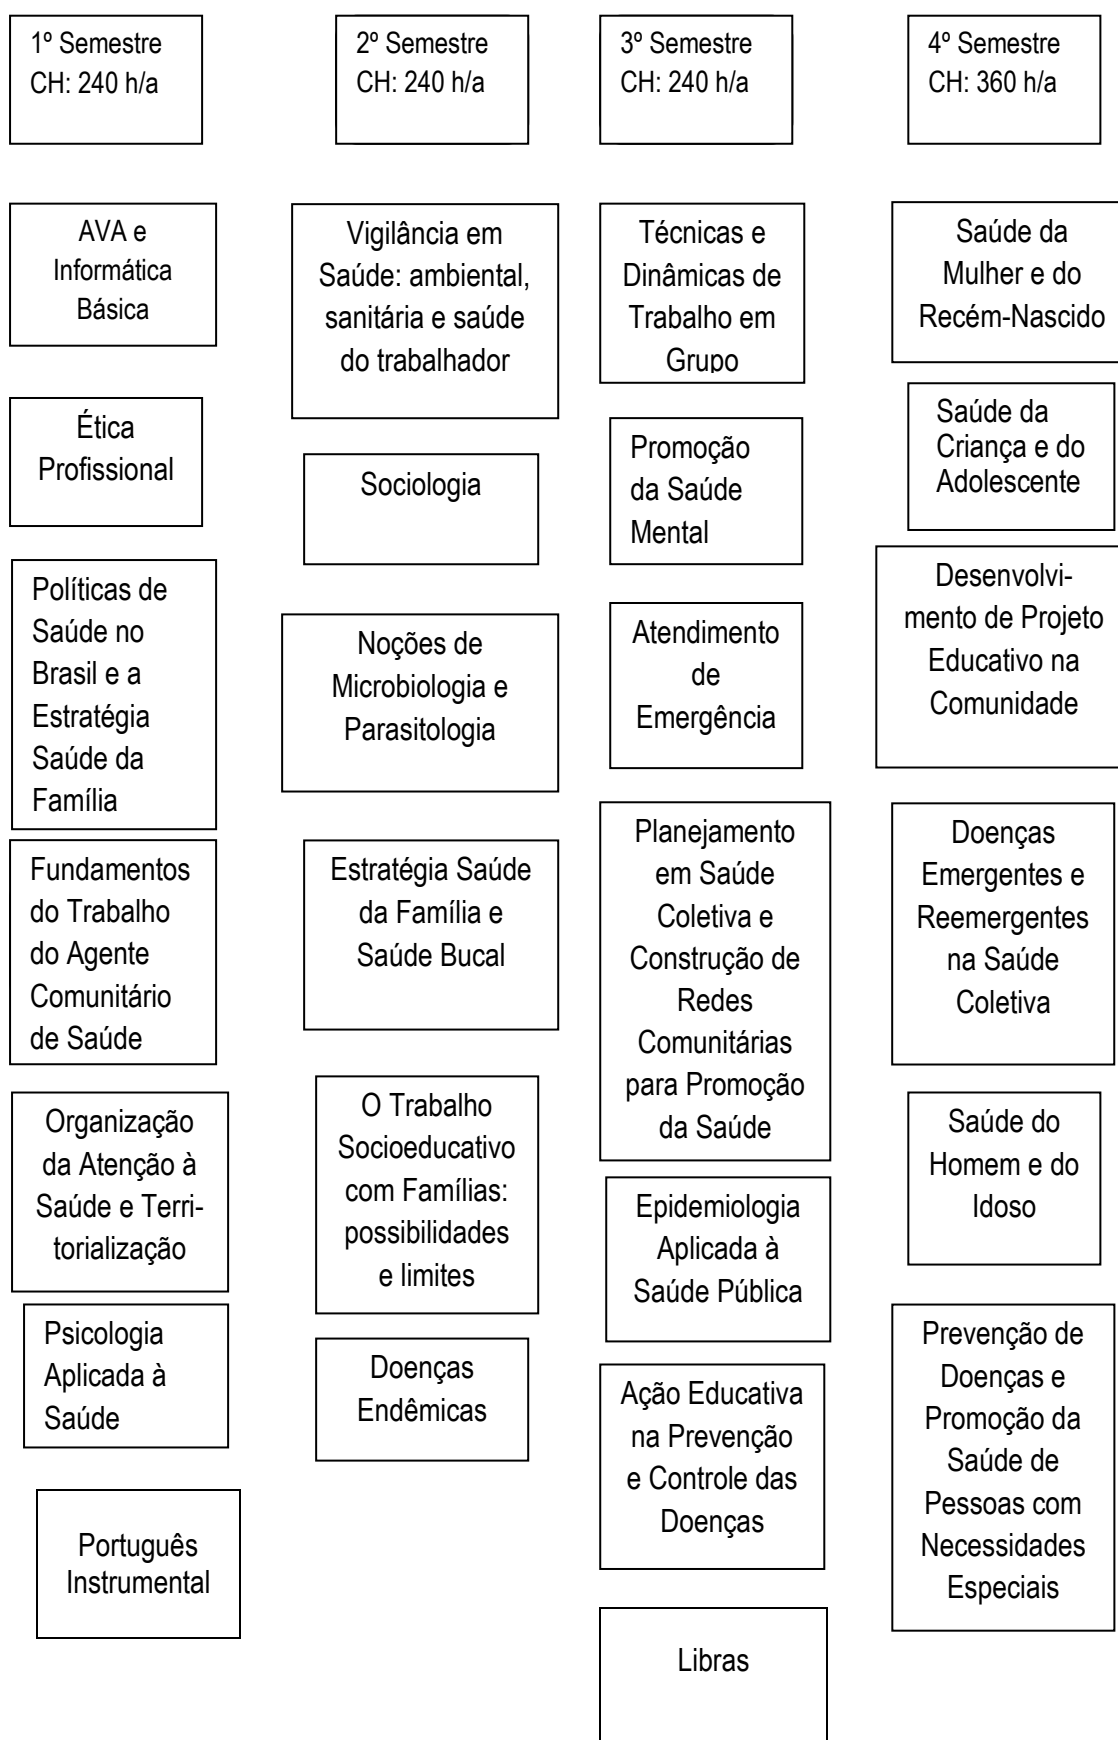 1º Semestre
CH: 240 h/a
AVA e
Informática
Básica
Ética
Profissional
Políticas de
Saúde no
Brasil e a
Estratégia
Saúde da
Família
Fundamentos
do Trabalho
do Agente
Comunitário
de Saúde
Organização
da Atenção à
Saúde e Terri-
torialização
Psicologia
Aplicada à
Saúde
Português
Instrumental
2º Semestre
CH: 240 h/a
Vigilância em
Saúde: ambiental,
sanitária e saúde
do trabalhador
Sociologia
Noções de
Microbiologia e
Parasitologia
Estratégia Saúde
da Família e
Saúde Bucal
O Trabalho
Socioeducativo
com Famílias:
possibilidades
e limites
Doenças
Endêmicas
3º Semestre
CH: 240 h/a
Técnicas e
Dinâmicas de
Trabalho em
Grupo
Promoção
da Saúde
Mental
Atendimento
de
Emergência
Planejamento
em Saúde
Coletiva e
Construção de
Redes
Comunitárias
para Promoção
da Saúde
Epidemiologia
Aplicada à
Saúde Pública
Ação Educativa
na Prevenção
e Controle das
Doenças
Libras
4º Semestre
CH: 360 h/a
Saúde da
Mulher e do
Recém-Nascido
Saúde da
Criança e do
Adolescente
Desenvolvi-
mento de Projeto
Educativo na
Comunidade
Doenças
Emergentes e
Reemergentes
na Saúde
Coletiva
Saúde do
Homem e do
Idoso
Prevenção de
Doenças e
Promoção da
Saúde de
Pessoas com
Necessidades
Especiais